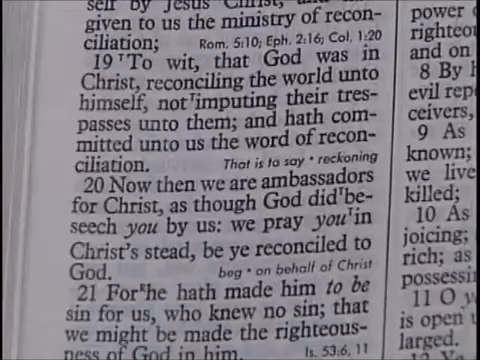 self by Jesus Christ, and hath
given to us the ministry of recon-
ciliation; Rom. 5:10; Eph. 2:16; Col. 1:20
19 ᵀTo wit, that God was in
Christ, reconciling the world unto
himself, not ᵀimputing their tres-
passes unto them; and hath com-
mitted unto us the word of recon-
ciliation. That is to say • reckoning
20 Now then we are ambassadors
for Christ, as though God did ᵀbe-
seech you by us: we pray you ᵀin
Christ's stead, be ye reconciled to
God. beg • on behalf of Christ
21 For ᴿhe hath made him to be
sin for us, who knew no sin; that
we might be made the righteous-
ness of God in him. Is. 53:6, 11
power
righteou
and on
8 By h
evil rep
ceivers,
9 As
known;
we live
killed;
10 As
joicing;
rich; as
possessi
11 O y
is open u
larged.